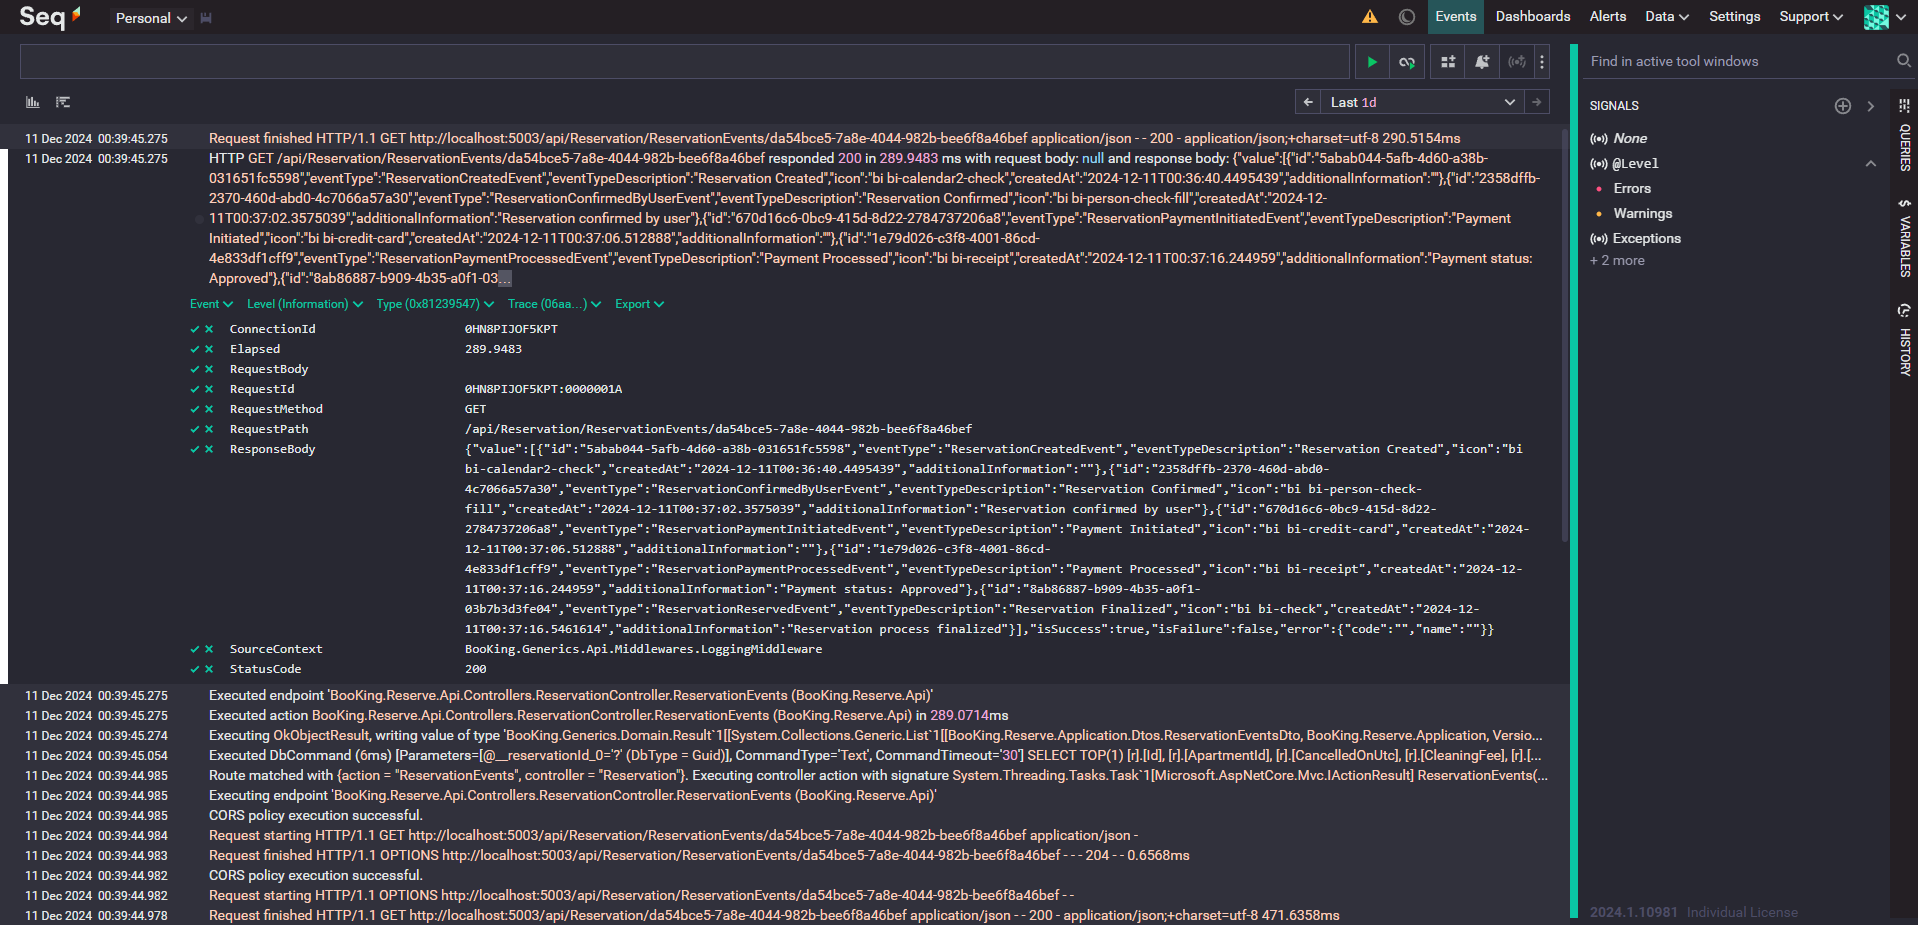 Seq
Personal
Events Dashboards Alerts Data Settings Support
Find in active tool windows
Last 1d
SIGNALS
None
@Level
Errors
Warnings
Exceptions
+ 2 more
QUERIES
VARIABLES
HISTORY
11 Dec 2024 00:39:45.275 Request finished HTTP/1.1 GET http://localhost:5003/api/Reservation/ReservationEvents/da54bce5-7a8e-4044-982b-bee6f8a46bef application/json - - 200 - application/json;+charset=utf-8 290.5154ms
11 Dec 2024 00:39:45.275 HTTP GET /api/Reservation/ReservationEvents/da54bce5-7a8e-4044-982b-bee6f8a46bef responded 200 in 289.9483 ms with request body: null and response body: {"value":[{"id":"5abab044-5afb-4d60-a38b-
031651fc5598","eventType":"ReservationCreatedEvent","eventTypeDescription":"Reservation Created","icon":"bi bi-calendar2-check","createdAt":"2024-12-11T00:36:40.4495439","additionalInformation":""},{"id":"2358dffb-
2370-460d-abd0-4c7066a57a30","eventType":"ReservationConfirmedByUserEvent","eventTypeDescription":"Reservation Confirmed","icon":"bi bi-person-check-fill","createdAt":"2024-12-
11T00:37:02.3575039","additionalInformation":"Reservation confirmed by user"},{"id":"670d16c6-0bc9-415d-8d22-2784737206a8","eventType":"ReservationPaymentInitiatedEvent","eventTypeDescription":"Payment
Initiated","icon":"bi bi-credit-card","createdAt":"2024-12-11T00:37:06.512888","additionalInformation":""},{"id":"1e79d026-c3f8-4001-86cd-
4e833df1cff9","eventType":"ReservationPaymentProcessedEvent","eventTypeDescription":"Payment Processed","icon":"bi bi-receipt","createdAt":"2024-12-11T00:37:16.244959","additionalInformation":"Payment status:
Approved"},{"id":"8ab86887-b909-4b35-a0f1-03...
Event Level (Information) Type (0x81239547) Trace (06aa...) Export
ConnectionId 0HN8PIJOF5KPT
Elapsed 289.9483
RequestBody
RequestId 0HN8PIJOF5KPT:0000001A
RequestMethod GET
RequestPath /api/Reservation/ReservationEvents/da54bce5-7a8e-4044-982b-bee6f8a46bef
ResponseBody {"value":[{"id":"5abab044-5afb-4d60-a38b-031651fc5598","eventType":"ReservationCreatedEvent","eventTypeDescription":"Reservation Created","icon":"bi
bi-calendar2-check","createdAt":"2024-12-11T00:36:40.4495439","additionalInformation":""},{"id":"2358dffb-2370-460d-abd0-
4c7066a57a30","eventType":"ReservationConfirmedByUserEvent","eventTypeDescription":"Reservation Confirmed","icon":"bi bi-person-check-
fill","createdAt":"2024-12-11T00:37:02.3575039","additionalInformation":"Reservation confirmed by user"},{"id":"670d16c6-0bc9-415d-8d22-
2784737206a8","eventType":"ReservationPaymentInitiatedEvent","eventTypeDescription":"Payment Initiated","icon":"bi bi-credit-card","createdAt":"2024-
12-11T00:37:06.512888","additionalInformation":""},{"id":"1e79d026-c3f8-4001-86cd-
4e833df1cff9","eventType":"ReservationPaymentProcessedEvent","eventTypeDescription":"Payment Processed","icon":"bi bi-receipt","createdAt":"2024-12-
11T00:37:16.244959","additionalInformation":"Payment status: Approved"},{"id":"8ab86887-b909-4b35-a0f1-
03b7b3d3fe04","eventType":"ReservationReservedEvent","eventTypeDescription":"Reservation Finalized","icon":"bi bi-check","createdAt":"2024-12-
11T00:37:16.5461614","additionalInformation":"Reservation process finalized"}],"isSuccess":true,"isFailure":false,"error":{"code":"","name":""}}
SourceContext BooKing.Generics.Api.Middlewares.LoggingMiddleware
StatusCode 200
11 Dec 2024 00:39:45.275 Executed endpoint 'BooKing.Reserve.Api.Controllers.ReservationController.ReservationEvents (BooKing.Reserve.Api)'
11 Dec 2024 00:39:45.275 Executed action BooKing.Reserve.Api.Controllers.ReservationController.ReservationEvents (BooKing.Reserve.Api) in 289.0714ms
11 Dec 2024 00:39:45.274 Executing OkObjectResult, writing value of type 'BooKing.Generics.Domain.Result`1[[System.Collections.Generic.List`1[[BooKing.Reserve.Application.Dtos.ReservationEventsDto, BooKing.Reserve.Application, Versio...
11 Dec 2024 00:39:45.054 Executed DbCommand (6ms) [Parameters=[@__reservationId_0='?' (DbType = Guid)], CommandType='Text', CommandTimeout='30'] SELECT TOP(1) [r].[Id], [r].[ApartmentId], [r].[CancelledOnUtc], [r].[CleaningFee], [r].[...
11 Dec 2024 00:39:44.985 Route matched with {action = "ReservationEvents", controller = "Reservation"}. Executing controller action with signature System.Threading.Tasks.Task`1[Microsoft.AspNetCore.Mvc.IActionResult] ReservationEvents(...
11 Dec 2024 00:39:44.985 Executing endpoint 'BooKing.Reserve.Api.Controllers.ReservationController.ReservationEvents (BooKing.Reserve.Api)'
11 Dec 2024 00:39:44.985 CORS policy execution successful.
11 Dec 2024 00:39:44.984 Request starting HTTP/1.1 GET http://localhost:5003/api/Reservation/ReservationEvents/da54bce5-7a8e-4044-982b-bee6f8a46bef application/json -
11 Dec 2024 00:39:44.983 Request finished HTTP/1.1 OPTIONS http://localhost:5003/api/Reservation/ReservationEvents/da54bce5-7a8e-4044-982b-bee6f8a46bef - - - 204 - - 0.6568ms
11 Dec 2024 00:39:44.982 CORS policy execution successful.
11 Dec 2024 00:39:44.982 Request starting HTTP/1.1 OPTIONS http://localhost:5003/api/Reservation/ReservationEvents/da54bce5-7a8e-4044-982b-bee6f8a46bef - -
11 Dec 2024 00:39:44.978 Request finished HTTP/1.1 GET http://localhost:5003/api/Reservation/da54bce5-7a8e-4044-982b-bee6f8a46bef application/json - - 200 - application/json;+charset=utf-8 471.6358ms
2024.1.10981 Individual License